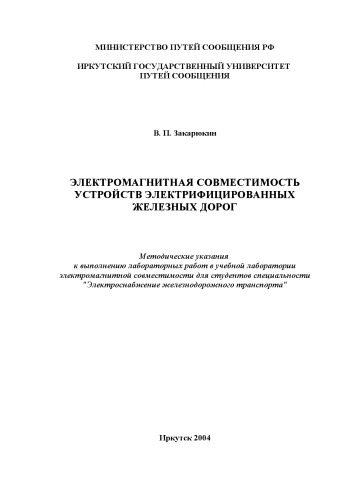 МИНИСТЕРСТВО ПУТЕЙ СООБЩЕНИЯ РФ
ИРКУТСКИЙ ГОСУДАРСТВЕННЫЙ УНИВЕРСИТЕТ
ПУТЕЙ СООБЩЕНИЯ
В. П. Закарюкин
ЭЛЕКТРОМАГНИТНАЯ СОВМЕСТИМОСТЬ
УСТРОЙСТВ ЭЛЕКТРИФИЦИРОВАННЫХ
ЖЕЛЕЗНЫХ ДОРОГ
Методические указания
к выполнению лабораторных работ в учебной лаборатории
электромагнитной совместимости для студентов специальности
"Электроснабжение железнодорожного транспорта"
Иркутск 2004